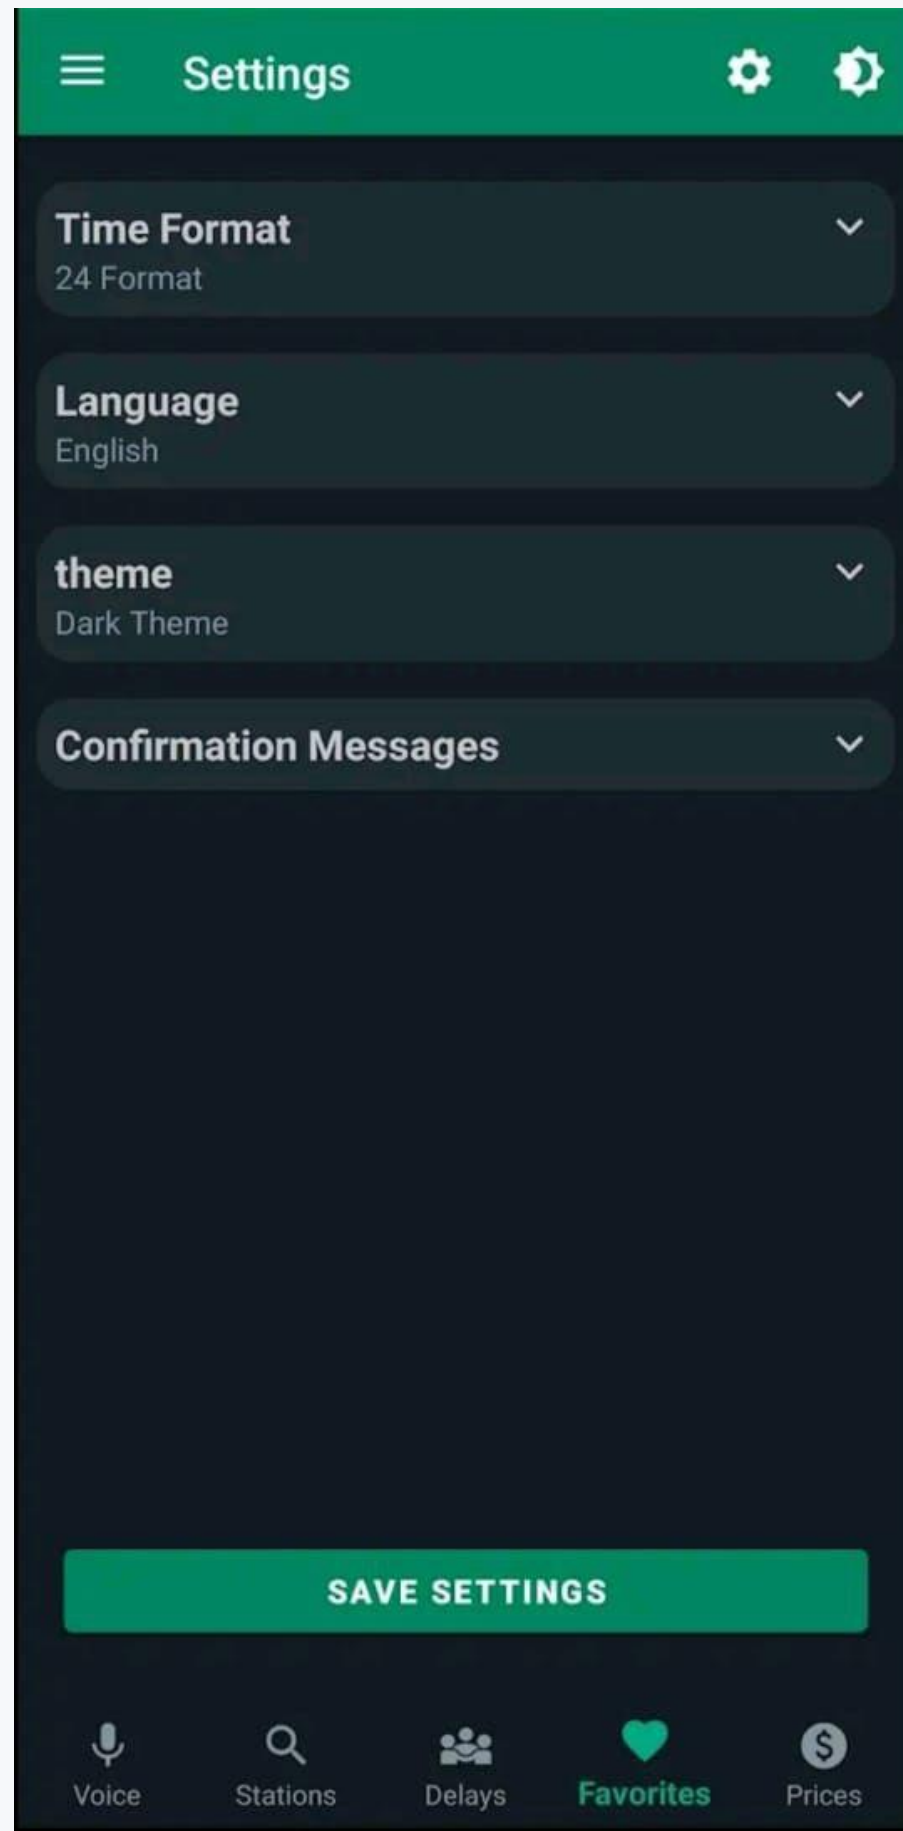 Settings
Time Format
24 Format
Language
English
theme
Dark Theme
Confirmation Messages
SAVE SETTINGS
Voice
Stations
Delays
Favorites
Prices